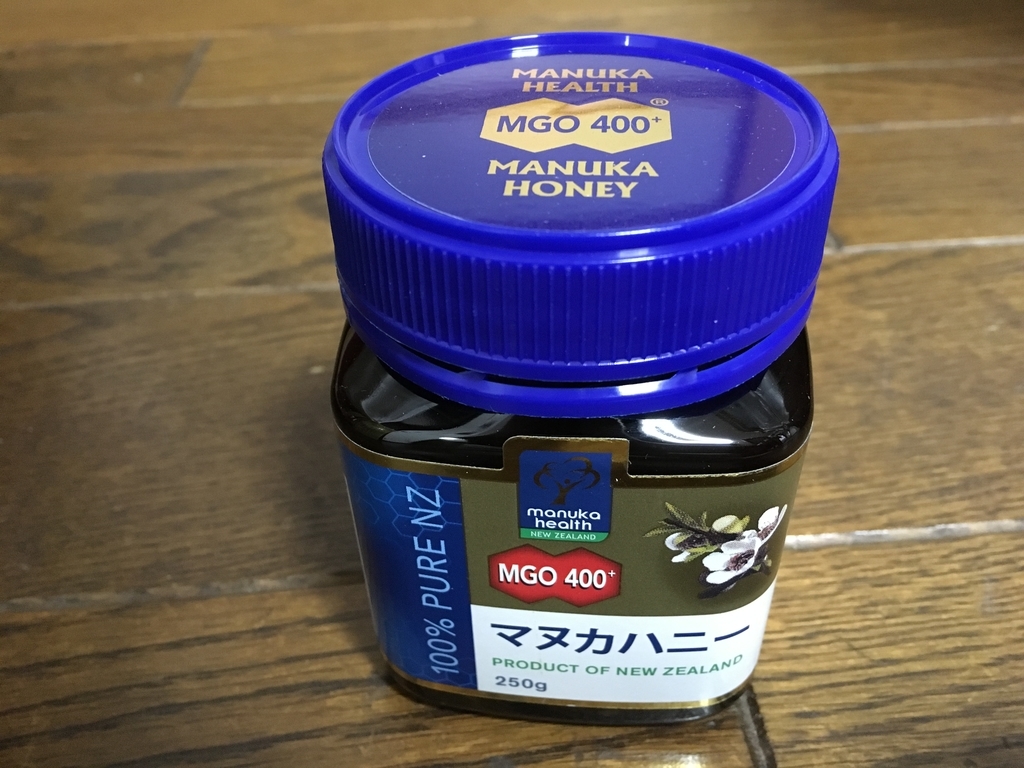 MANUKA
HEALTH
MGO 400+
®
MANUKA
HONEY
manuka
health
NEW ZEALAND
MGO 400+
100% PURE NZ
マヌカハニー
PRODUCT OF NEW ZEALAND
250g